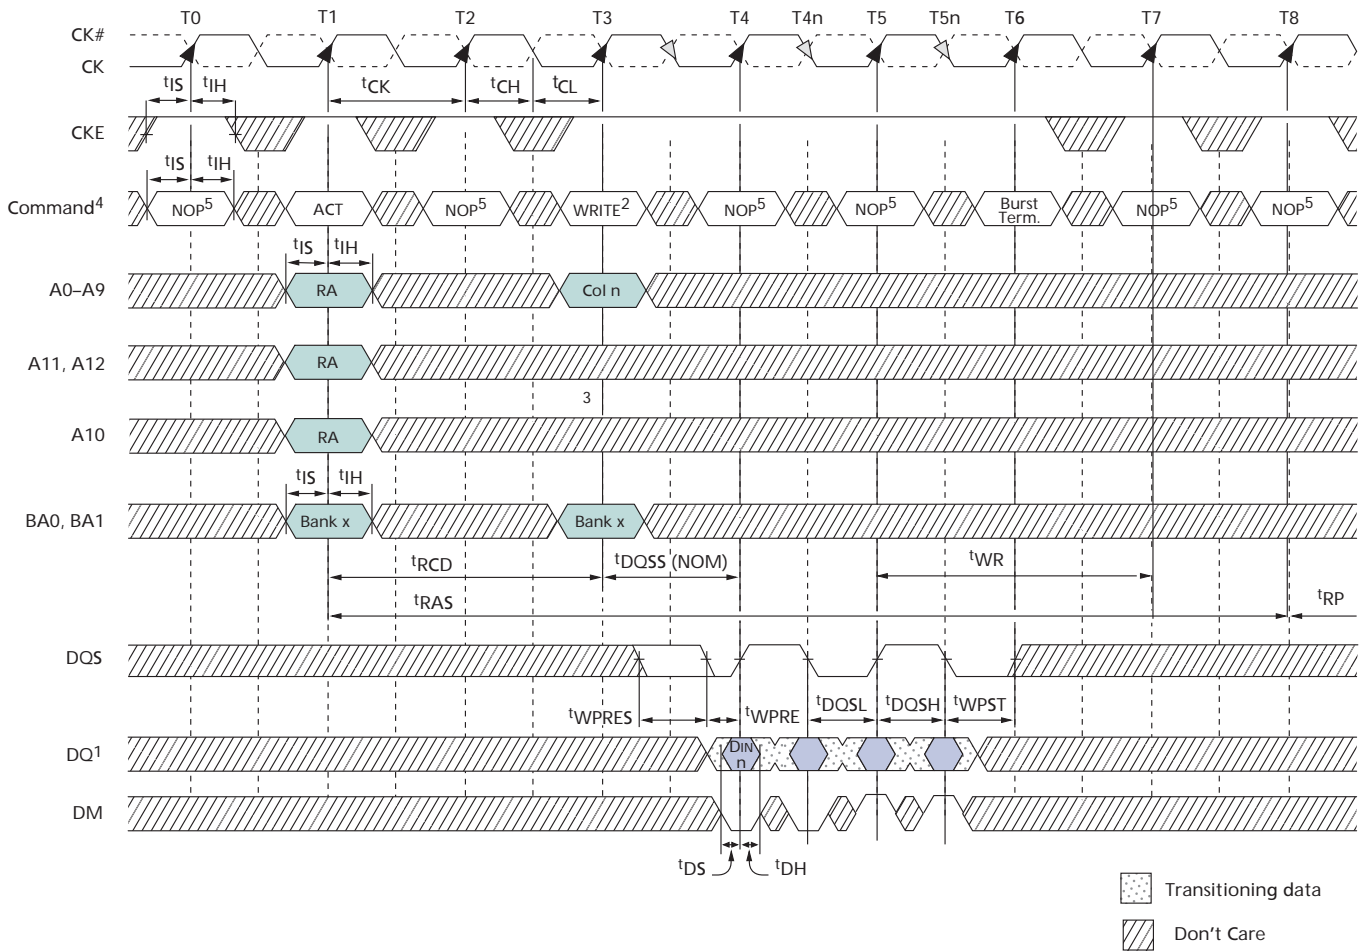 T0 T1 T2 T3 T4 T4n T5 T5n T6 T7 T8
CK#
CK
tIS tIH tCK tCH tCL
CKE
tIS tIH
Command4 NOP5 ACT NOP5 WRITE2 NOP5 NOP5 Burst Term. NOP5 NOP5
tIS tIH
A0–A9 RA Col n
A11, A12 RA
3
A10 RA
tIS tIH
BA0, BA1 Bank x Bank x
tRCD tDQSS (NOM) tWR
tRAS tRP
DQS
tWPRES tWPRE tDQSL tDQSH tWPST
DQ1 DIN n
DM
tDS tDH
Transitioning data
Don't Care